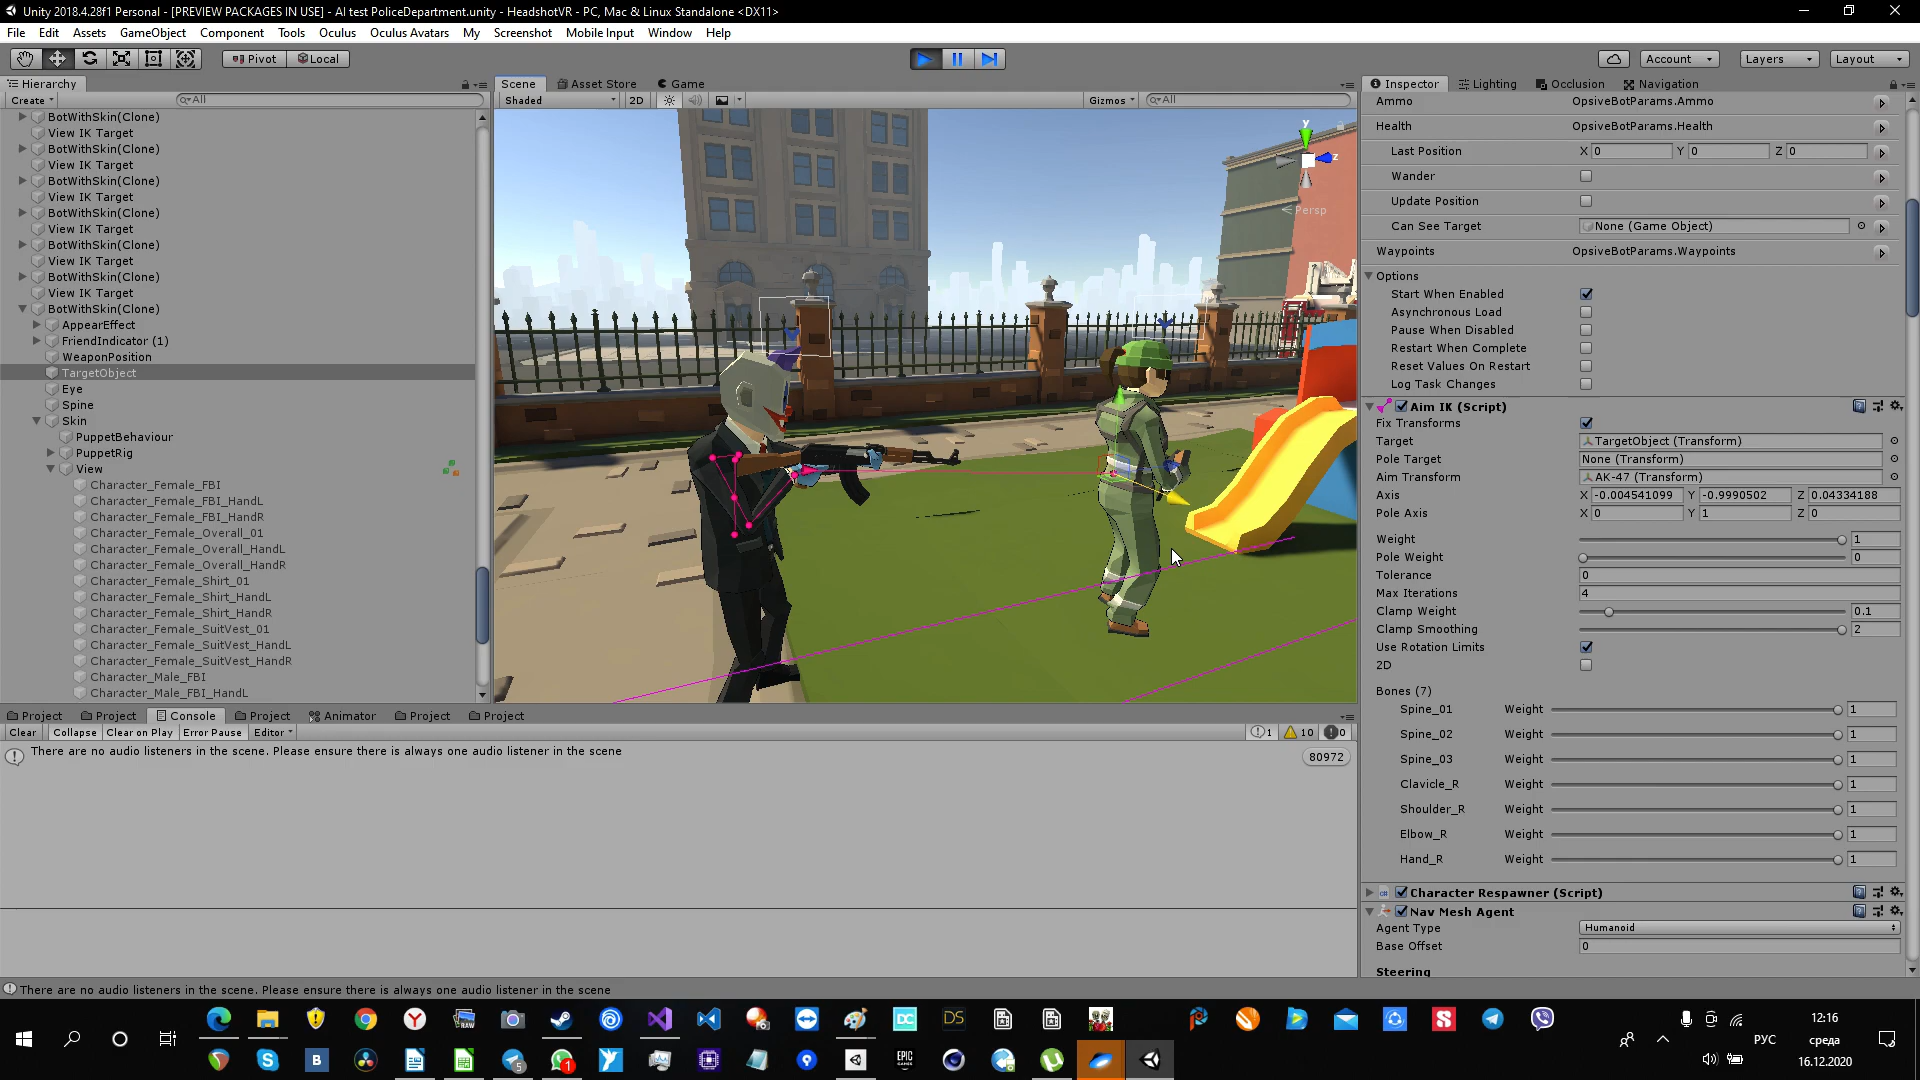 Unity 2018.4.28f1 Personal - [PREVIEW PACKAGES IN USE] - AI test PoliceDepartment.unity - HeadshotVR - PC, Mac & Linux Standalone <DX11>
File Edit Assets GameObject Component Tools Oculus Oculus Avatars My Screenshot Mobile Input Window Help
Pivot Local Account Layers Layout
Hierarchy Scene Asset Store Game Inspector Lighting Occlusion Navigation
Create All Shaded 2D Gizmos All
Ammo OpsiveBotParams.Ammo
BotWithSkin(Clone)
View IK Target
BotWithSkin(Clone)
View IK Target
BotWithSkin(Clone)
View IK Target
BotWithSkin(Clone)
View IK Target
BotWithSkin(Clone)
View IK Target
BotWithSkin(Clone)
View IK Target
BotWithSkin(Clone)
AppearEffect
FriendIndicator (1)
WeaponPosition
TargetObject
Eye
Spine
Skin
PuppetBehaviour
PuppetRig
View
Character_Female_FBI
Character_Female_FBI_HandL
Character_Female_FBI_HandR
Character_Female_Overall_01
Character_Female_Overall_HandL
Character_Female_Overall_HandR
Character_Female_Shirt_01
Character_Female_Shirt_HandL
Character_Female_Shirt_HandR
Character_Female_SuitVest_01
Character_Female_SuitVest_HandL
Character_Female_SuitVest_HandR
Character_Male_FBI
Character_Male_FBI_HandL
y
z
Persp
Health OpsiveBotParams.Health
Last Position X 0 Y 0 Z 0
Wander
Update Position
Can See Target None (Game Object)
Waypoints OpsiveBotParams.Waypoints
Options
Start When Enabled
Asynchronous Load
Pause When Disabled
Restart When Complete
Reset Values On Restart
Log Task Changes
Aim IK (Script)
Fix Transforms
Target TargetObject (Transform)
Pole Target None (Transform)
Aim Transform AK-47 (Transform)
Axis X -0.004541099 Y -0.9990502 Z 0.04334188
Pole Axis X 0 Y 1 Z 0
Weight 1
Pole Weight 0
Tolerance 0
Max Iterations 4
Clamp Weight 0.1
Clamp Smoothing 2
Use Rotation Limits
2D
Bones (7)
Spine_01 Weight 1
Spine_02 Weight 1
Spine_03 Weight 1
Clavicle_R Weight 1
Shoulder_R Weight 1
Elbow_R Weight 1
Hand_R Weight 1
Character Respawner (Script)
Nav Mesh Agent
Agent Type Humanoid
Base Offset 0
Steering
Project Project Console Project Animator Project Project
Clear Collapse Clear on Play Error Pause Editor 1 10 0
There are no audio listeners in the scene. Please ensure there is always one audio listener in the scene 80972
There are no audio listeners in the scene. Please ensure there is always one audio listener in the scene
RAW DC DS
12:16
РУС среда
B 5 1 EPIC GAMES
16.12.2020